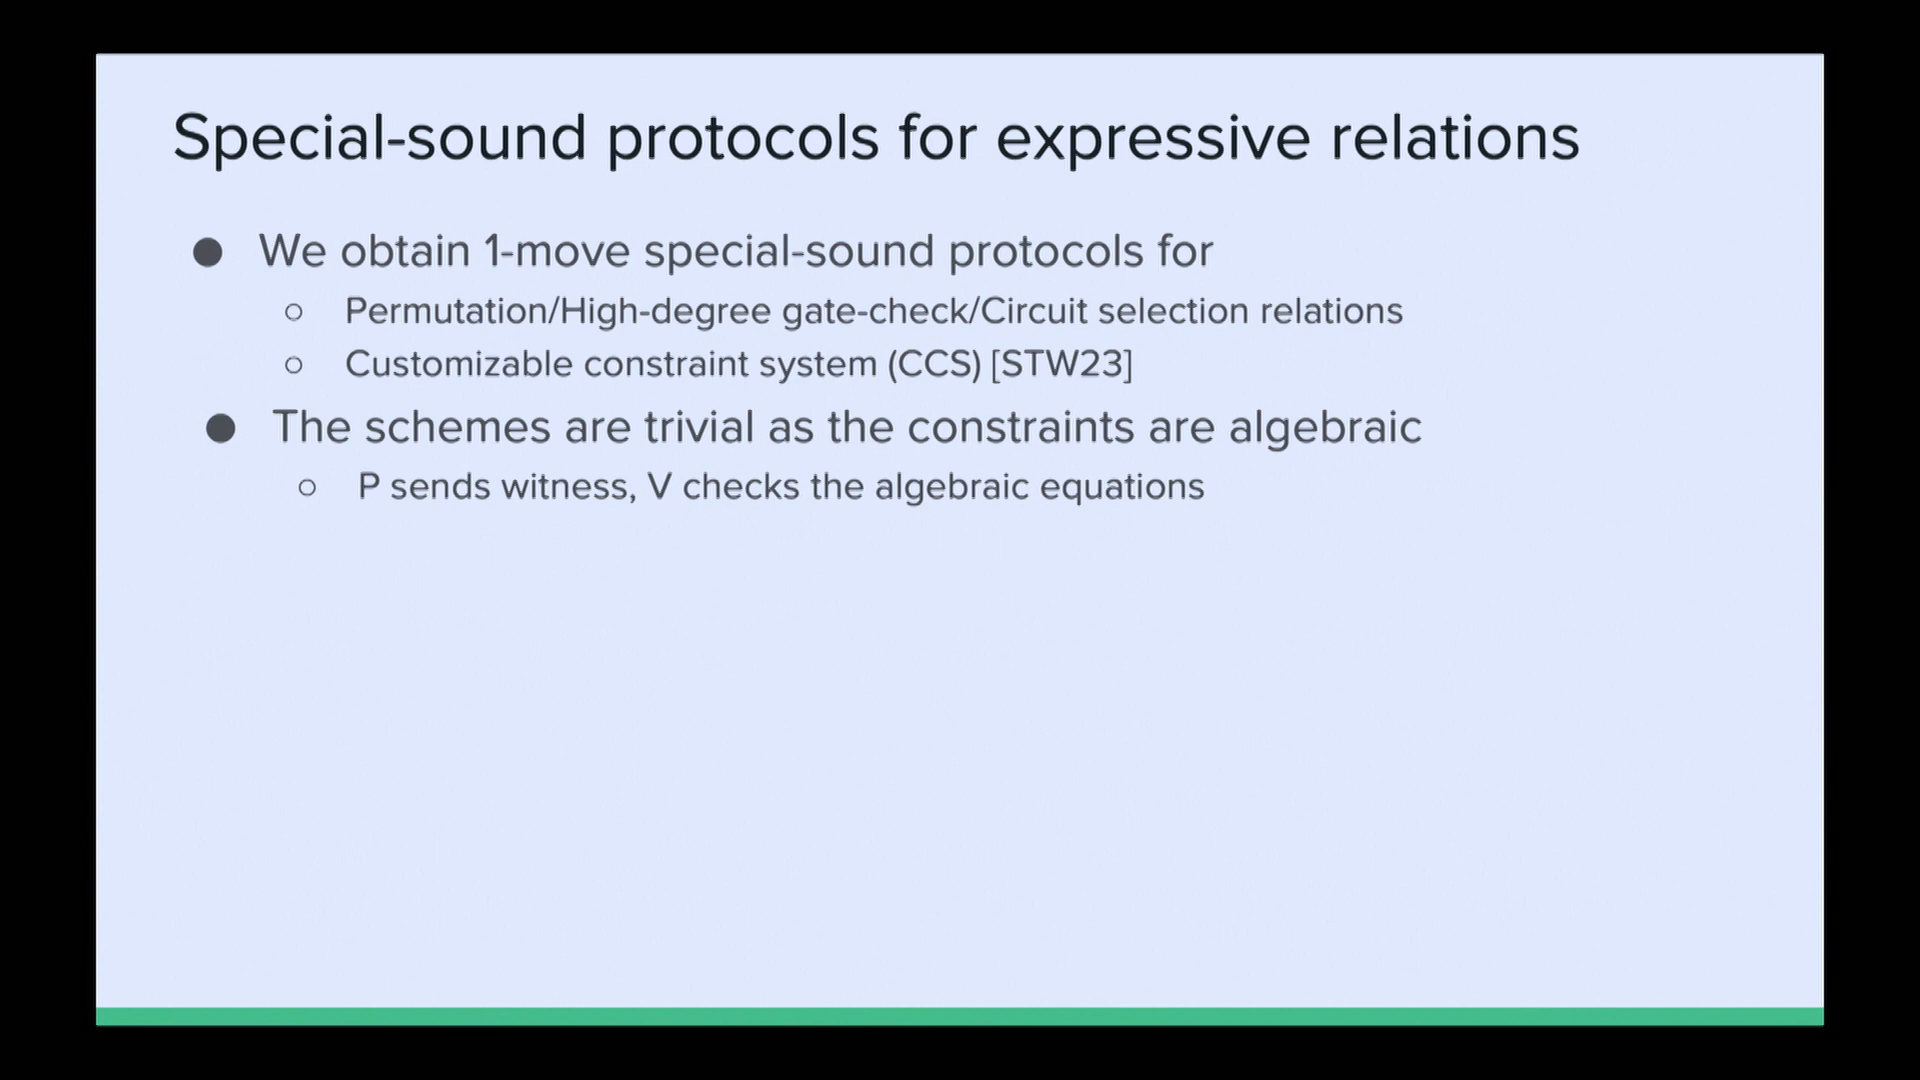 Special-sound protocols for expressive relations
● We obtain 1-move special-sound protocols for
○ Permutation/High-degree gate-check/Circuit selection relations
○ Customizable constraint system (CCS) [STW23]
● The schemes are trivial as the constraints are algebraic
○ P sends witness, V checks the algebraic equations